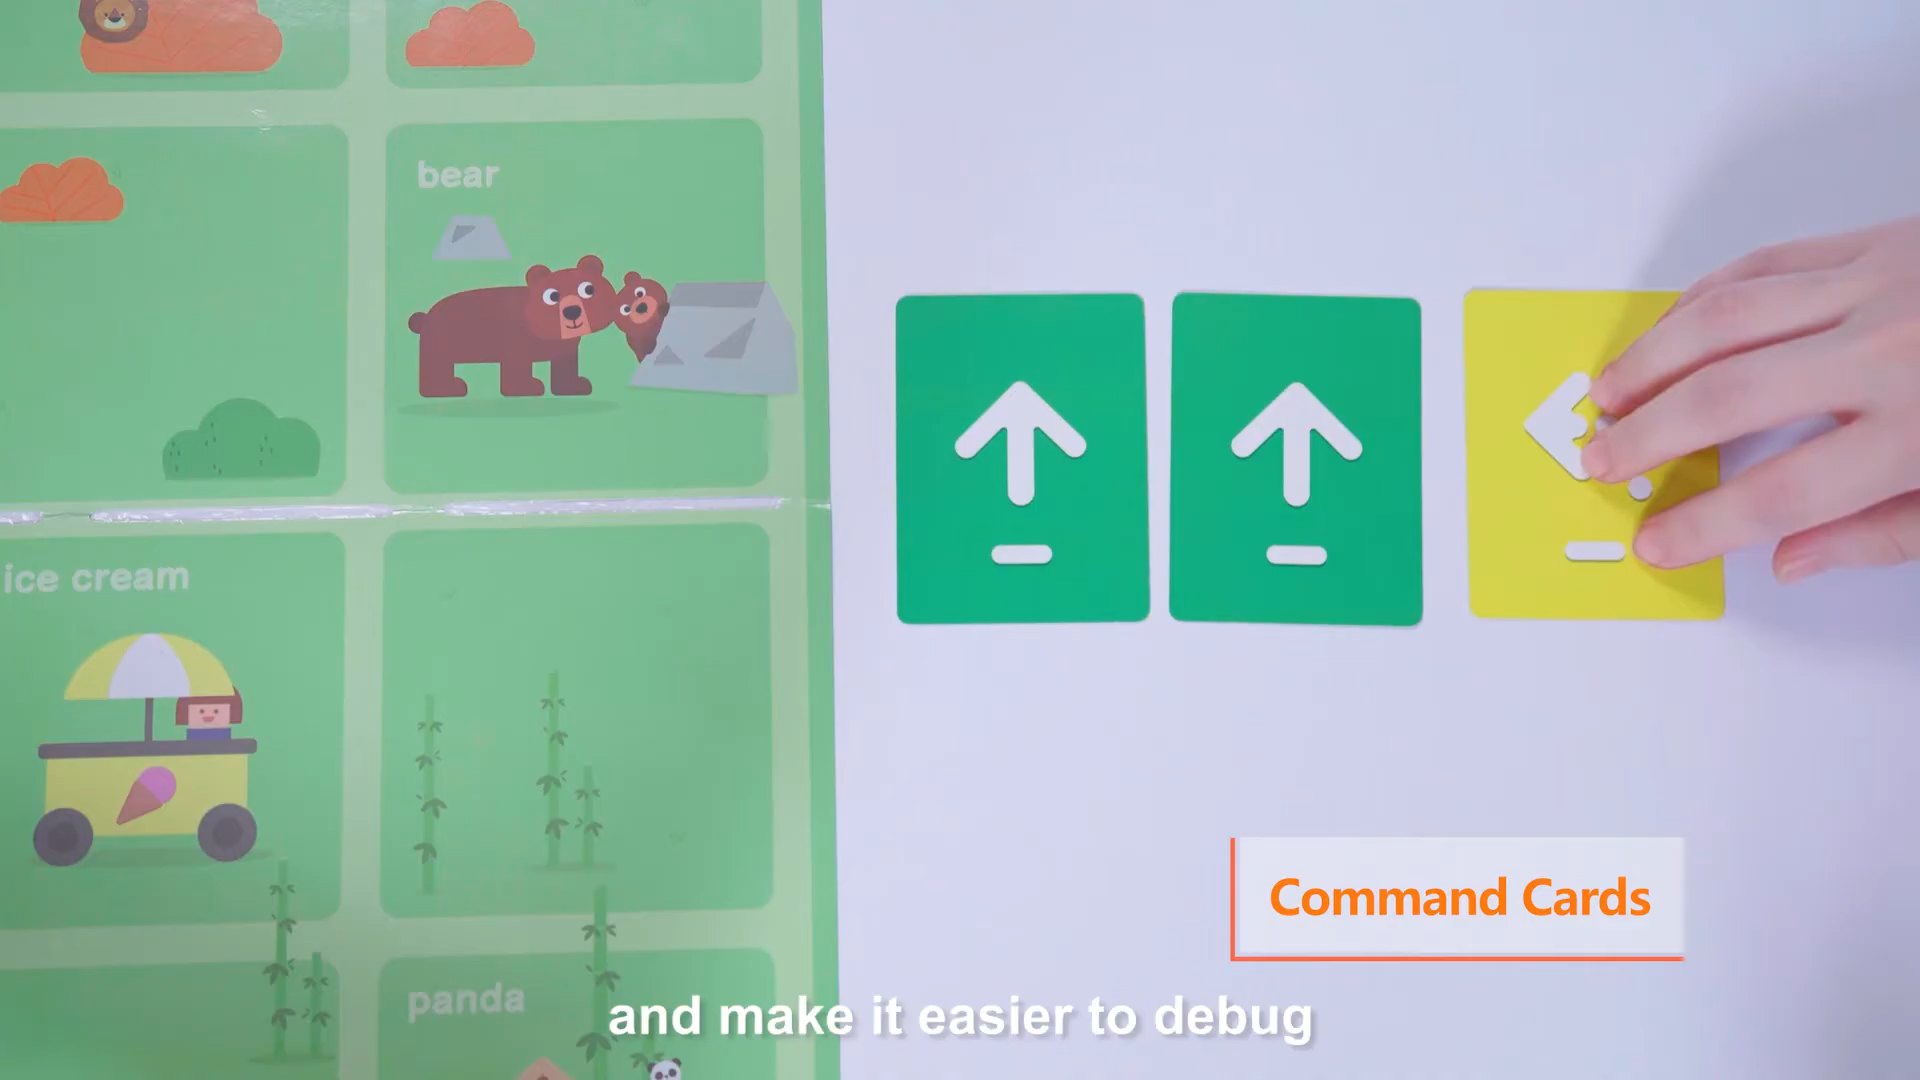 bear
ice cream
Command Cards
panda
and make it easier to debug